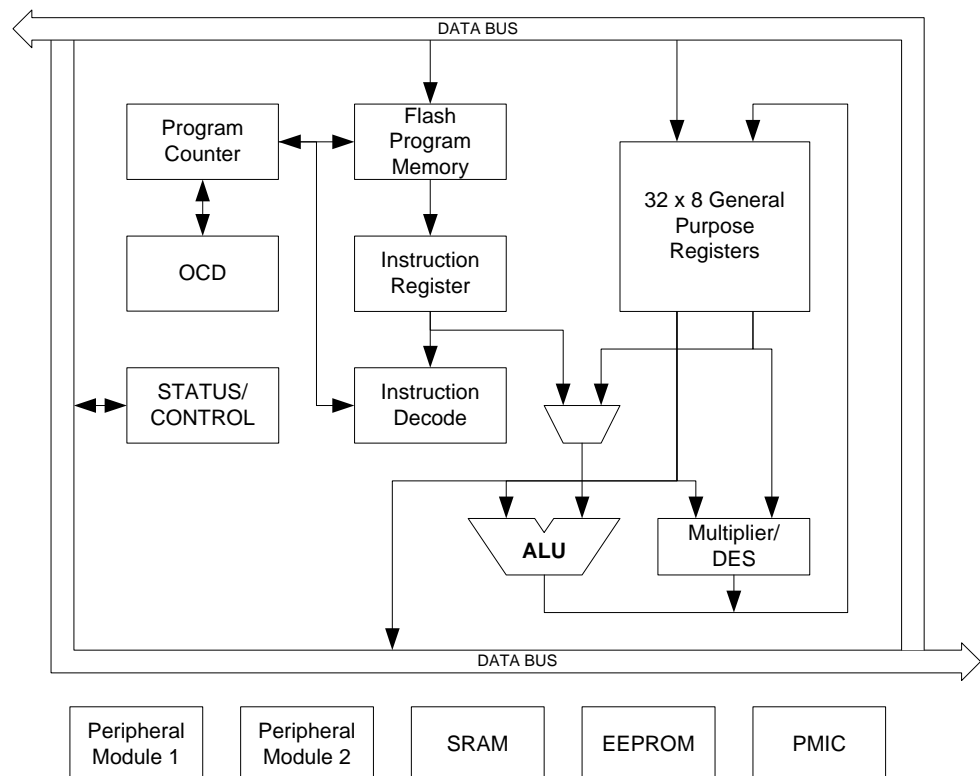 DATA BUS
Program
Counter
Flash
Program
Memory
32 x 8 General
Purpose
Registers
OCD
Instruction
Register
STATUS/
CONTROL
Instruction
Decode
ALU
Multiplier/
DES
DATA BUS
Peripheral
Module 1
Peripheral
Module 2
SRAM
EEPROM
PMIC